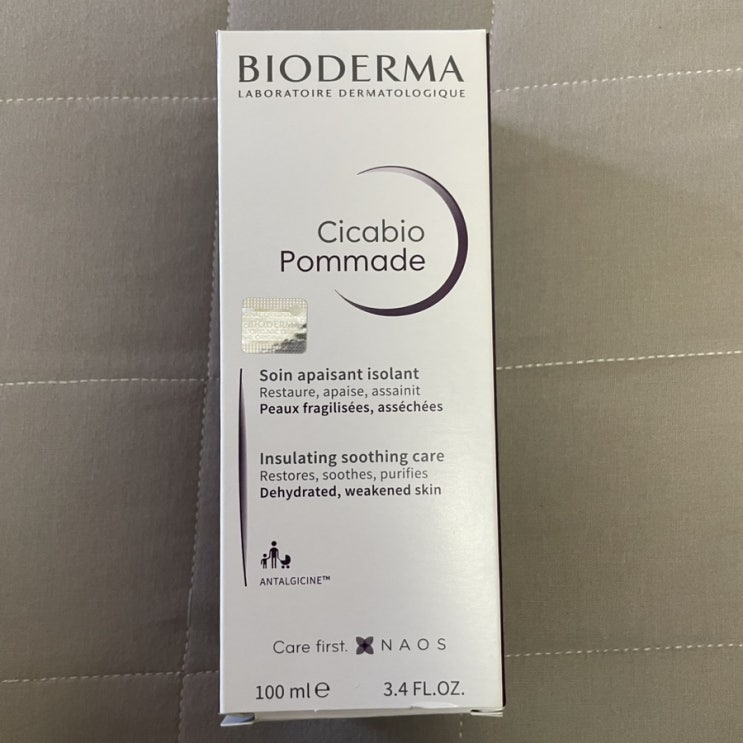 BIODERMA
LABORATOIRE DERMATOLOGIQUE
Cicabio
Pommade
BIODERMA
Soin apaisant isolant
Restaure, apaise, assainit
Peaux fragilisées, asséchées
Insulating soothing care
Restores, soothes, purifies
Dehydrated, weakened skin
ANTALGICINE™
Care first. NAOS
100 ml ℮ 3.4 FL.OZ.